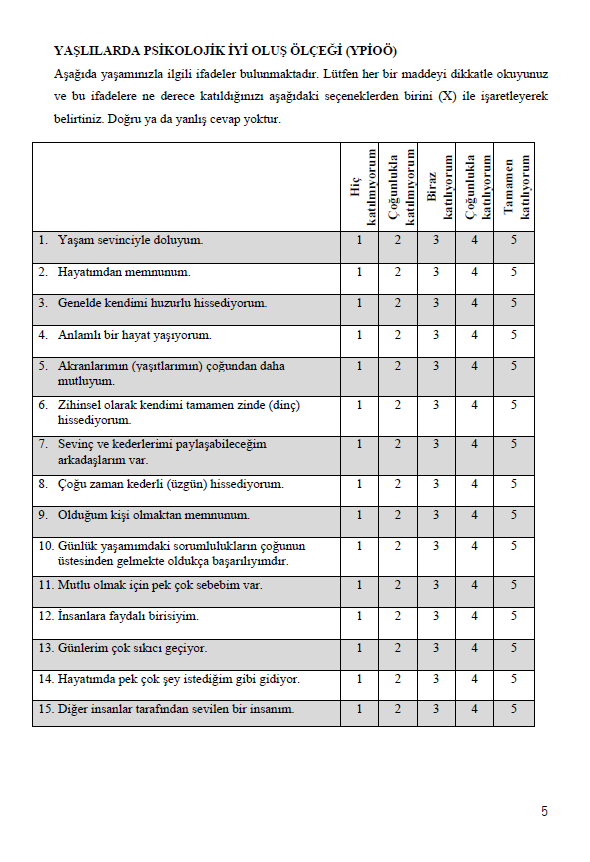 YAŞLILARDA PSİKOLOJİK İYİ OLUŞ ÖLÇEĞİ (YPİOÖ)
Aşağıda yaşamınızla ilgili ifadeler bulunmaktadır. Lütfen her bir maddeyi dikkatle okuyunuz
ve bu ifadelere ne derece katıldığınızı aşağıdaki seçeneklerden birini (X) ile işaretleyerek
belirtiniz. Doğru ya da yanlış cevap yoktur.
Hiç
katılmıyorum
Çoğunlukla
katılmıyorum
Biraz
katılıyorum
Çoğunlukla
katılıyorum
Tamamen
katılıyorum
1. Yaşam sevinciyle doluyum. 1 2 3 4 5
2. Hayatımdan memnunum. 1 2 3 4 5
3. Genelde kendimi huzurlu hissediyorum. 1 2 3 4 5
4. Anlamlı bir hayat yaşıyorum. 1 2 3 4 5
5. Akranlarımın (yaşıtlarımın) çoğundan daha 1 2 3 4 5
mutluyum.
6. Zihinsel olarak kendimi tamamen zinde (dinç) 1 2 3 4 5
hissediyorum.
7. Sevinç ve kederlerimi paylaşabileceğim 1 2 3 4 5
arkadaşlarım var.
8. Çoğu zaman kederli (üzgün) hissediyorum. 1 2 3 4 5
9. Olduğum kişi olmaktan memnunum. 1 2 3 4 5
10. Günlük yaşamımdaki sorumlulukların çoğunun 1 2 3 4 5
üstesinden gelmekte oldukça başarılıyımdır.
11. Mutlu olmak için pek çok sebebim var. 1 2 3 4 5
12. İnsanlara faydalı birisiyim. 1 2 3 4 5
13. Günlerim çok sıkıcı geçiyor. 1 2 3 4 5
14. Hayatımda pek çok şey istediğim gibi gidiyor. 1 2 3 4 5
15. Diğer insanlar tarafından sevilen bir insanım. 1 2 3 4 5
5